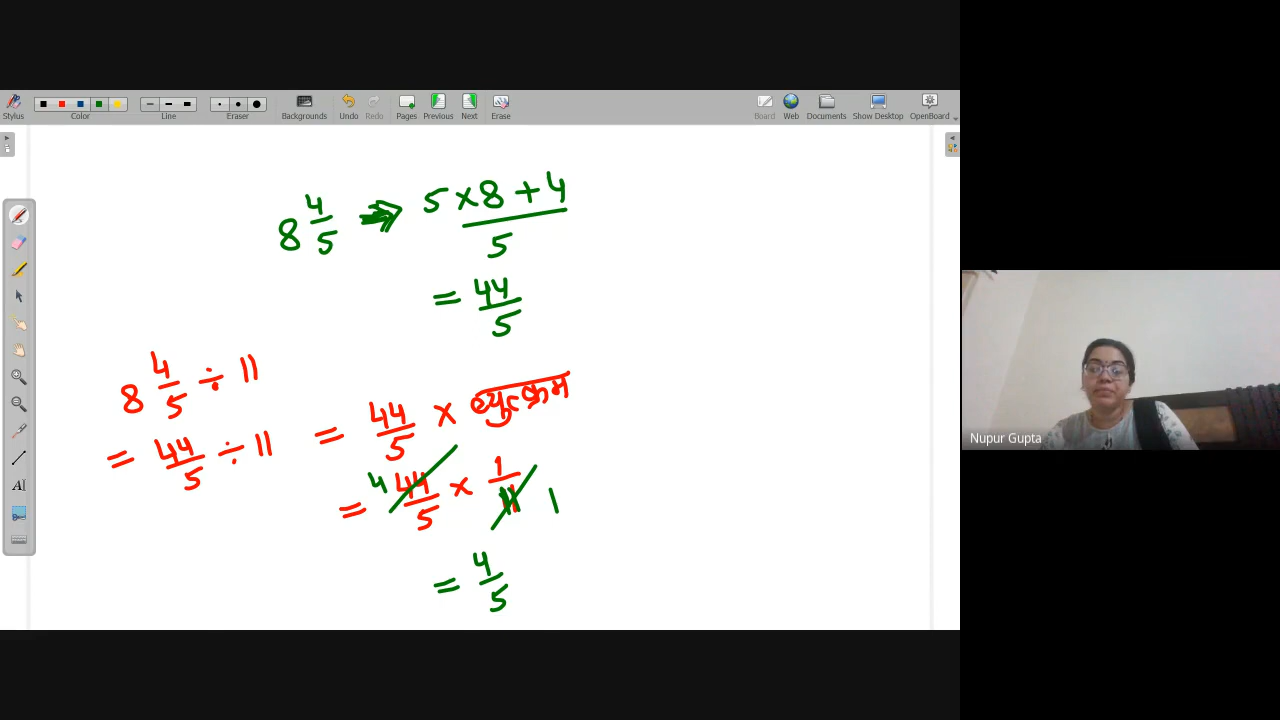 Stylus Color Line Eraser Backgrounds Undo Redo Pages Previous Next Erase Board Web Documents Show Desktop OpenBoard
8 4/5 ⇒ (5 × 8 + 4)/5
= 44/5
8 4/5 ÷ 11
= 44/5 ÷ 11
= 44/5 × व्युत्क्रम
= 4 44/5 × 1/11 1
= 4/5
Nupur Gupta